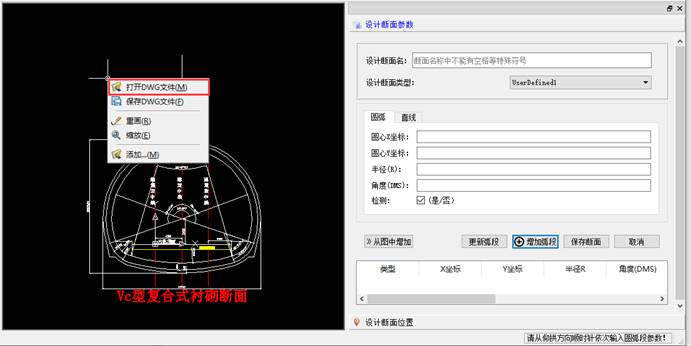 设计断面参数
设计断面名: 断面名称中不能有空格等特殊符号
设计断面类型: UserDefined1
打开DWG文件(M)
保存DWG文件(F)
重画(R)
缩放(E)
添加...(M)
圆弧 直线
圆心X坐标:
圆心Y坐标:
半径(R):
角度(DMS):
检测: (是/否)
从图中增加 更新弧段 增加弧段 保存断面 取消
类型 X坐标 Y坐标 半径R 角度(DMS)
Vc型复合式衬砌断面
设计断面位置
请从仰拱方向顺时针依次输入圆弧段参数!